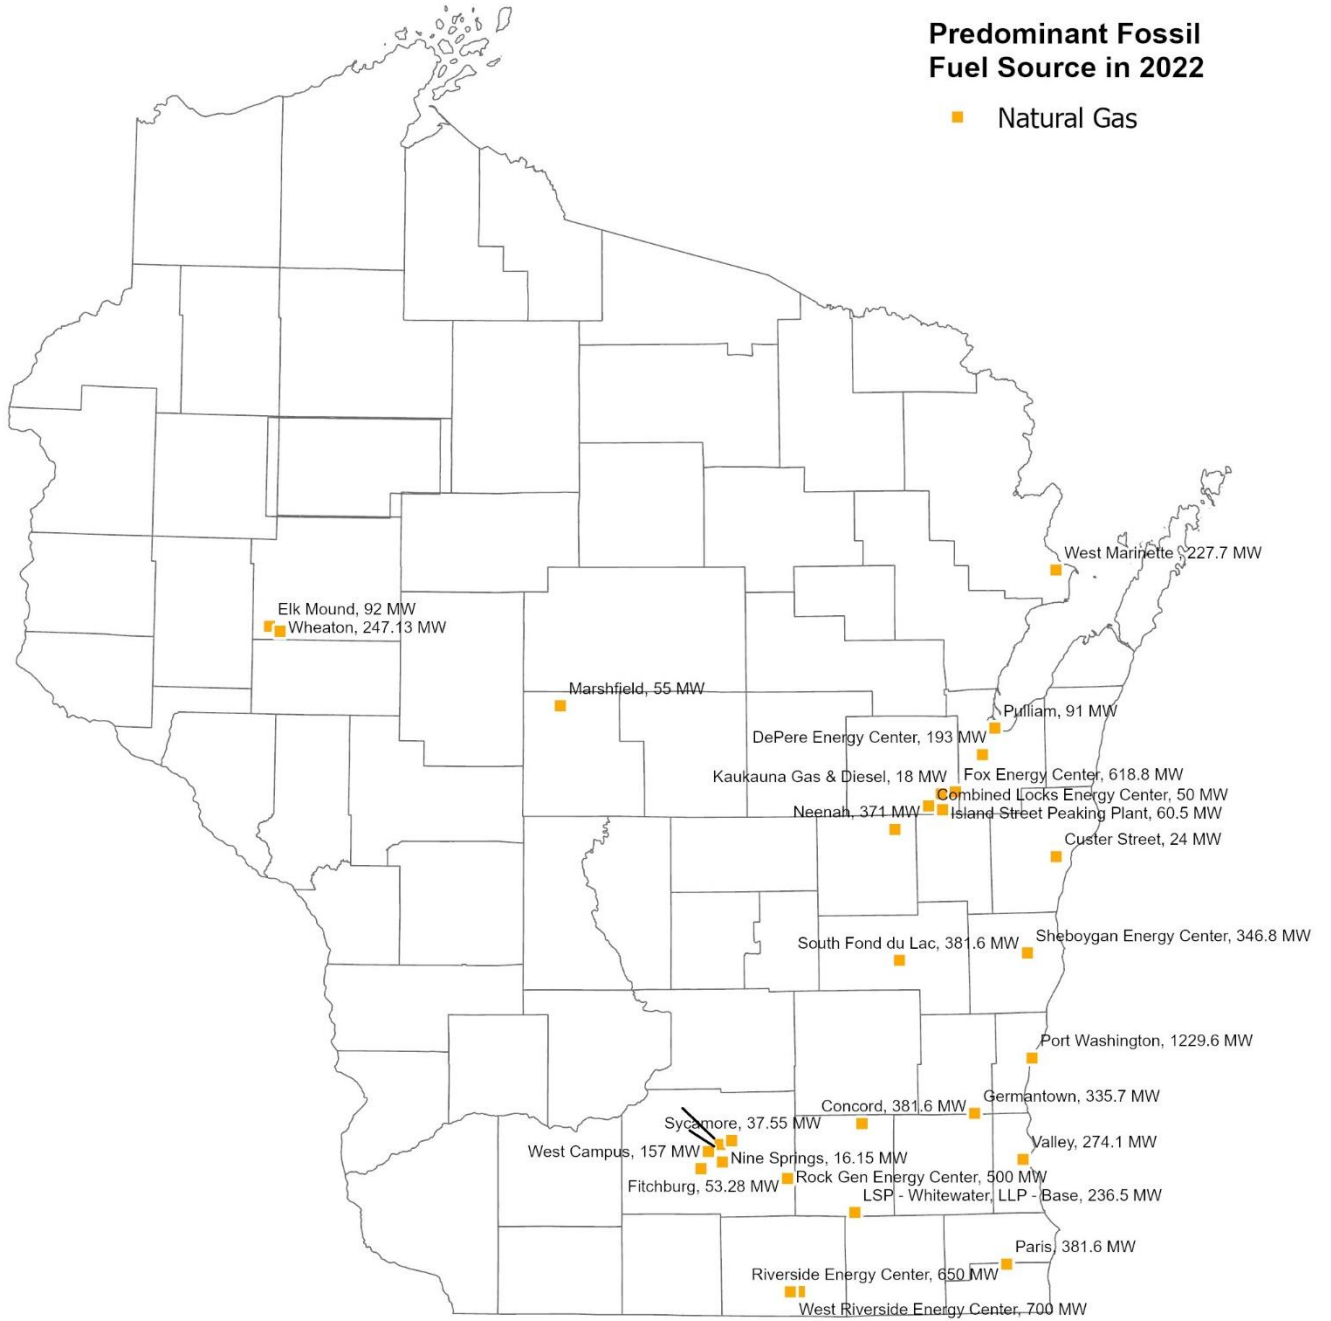 Predominant Fossil
Fuel Source in 2022
Natural Gas
West Marinette , 227.7 MW
Elk Mound, 92 MW
Wheaton, 247.13 MW
Marshfield, 55 MW
Pulliam, 91 MW
DePere Energy Center, 193 MW
Kaukauna Gas & Diesel, 18 MW
Fox Energy Center, 618.8 MW
Combined Locks Energy Center, 50 MW
Neenah, 371 MW
Island Street Peaking Plant, 60.5 MW
Custer Street, 24 MW
South Fond du Lac, 381.6 MW
Sheboygan Energy Center, 346.8 MW
Port Washington, 1229.6 MW
Germantown, 335.7 MW
Concord, 381.6 MW
Sycamore, 37.55 MW
Valley, 274.1 MW
West Campus, 157 MW
Nine Springs, 16.15 MW
Rock Gen Energy Center, 500 MW
Fitchburg, 53.28 MW
LSP - Whitewater, LLP - Base, 236.5 MW
Paris, 381.6 MW
Riverside Energy Center, 650 MW
West Riverside Energy Center, 700 MW